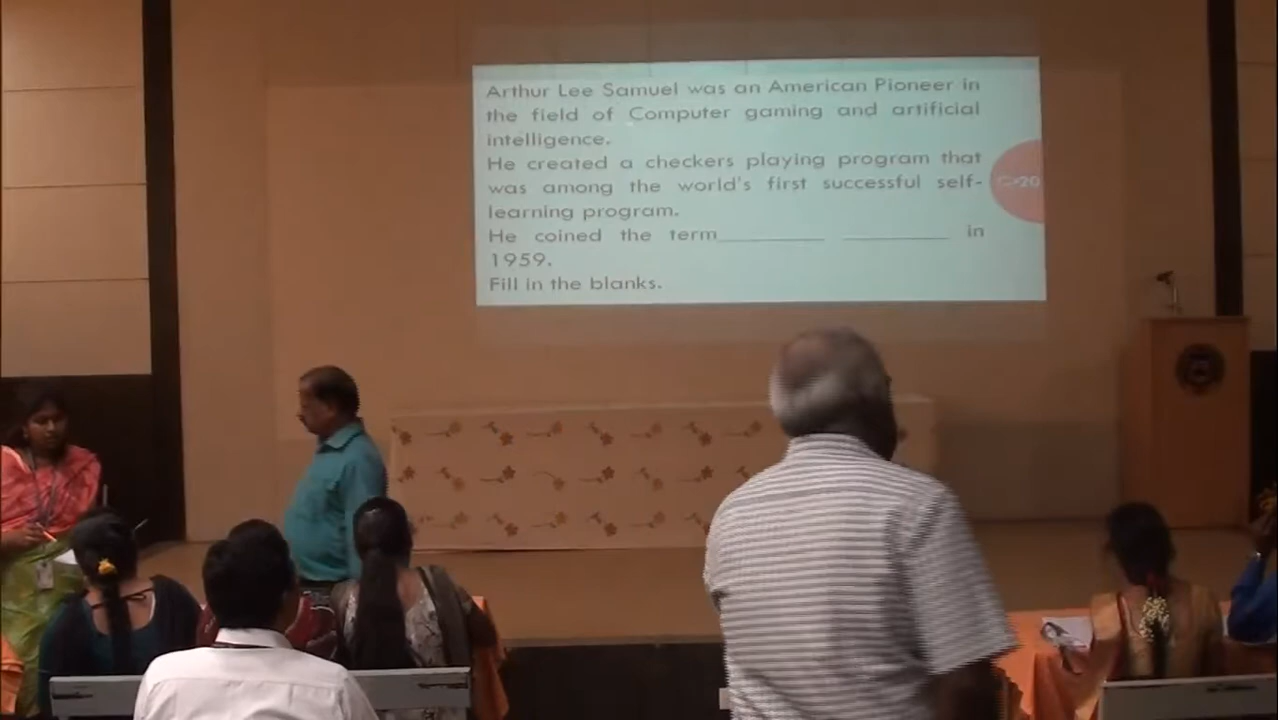 Arthur Lee Samuel was an American Pioneer in
the field of Computer gaming and artificial
intelligence.
He created a checkers playing program that
was among the world's first successful self-
learning program.
He coined the term__________ __________ in
1959.
Fill in the blanks.